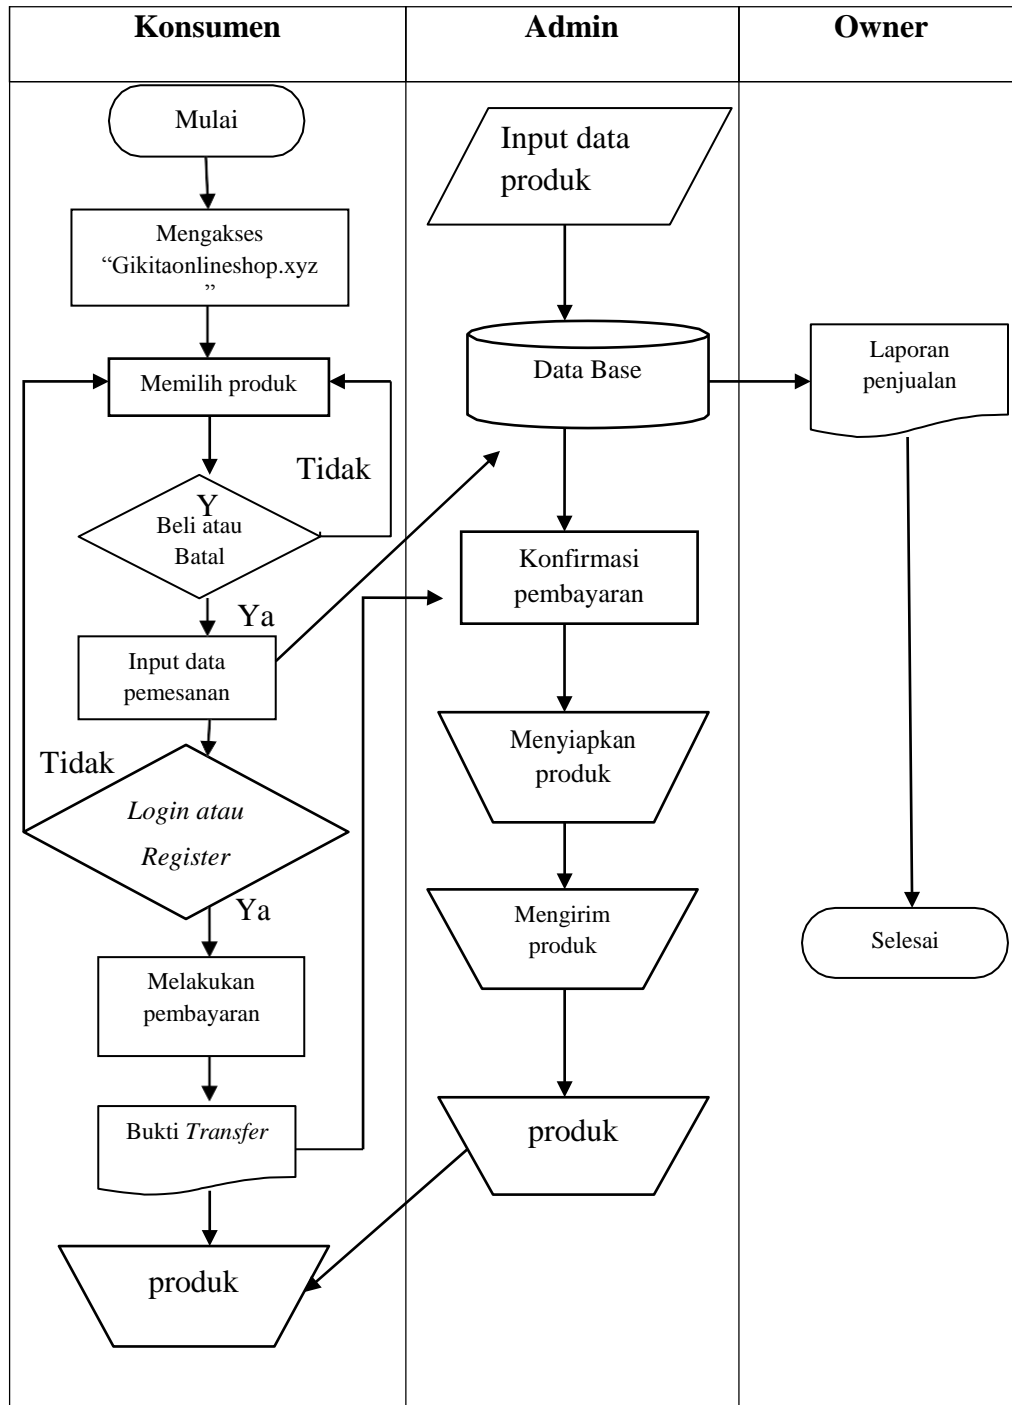 Konsumen
Admin
Owner
Mulai
Mengakses
“Gikitaonlineshop.xyz
”
Memilih produk
Tidak
Y
Beli atau
Batal
Ya
Input data
pemesanan
Tidak
Login atau
Register
Ya
Melakukan
pembayaran
Bukti Transfer
produk
Input data
produk
Data Base
Konfirmasi
pembayaran
Menyiapkan
produk
Mengirim
produk
produk
Laporan
penjualan
Selesai